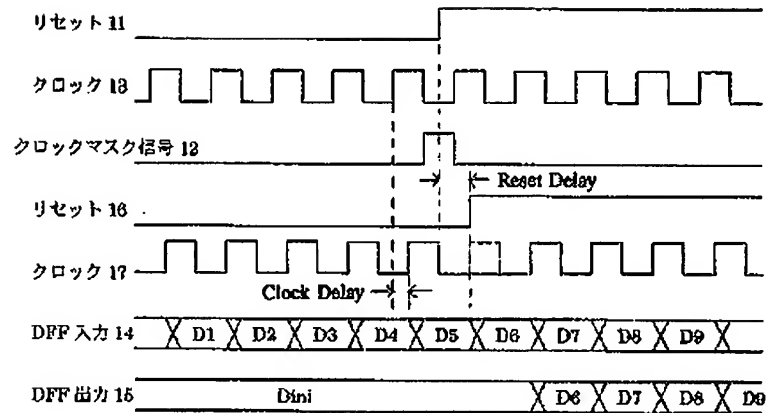 リセット 11
クロック 13
クロックマスク信号 12
Reset Delay
リセット 16
クロック 17
Clock Delay
DFF 入力 14 D1 D2 D3 D4 D5 D6 D7 D8 D9
DFF 出力 15 Dini D6 D7 D8 D9